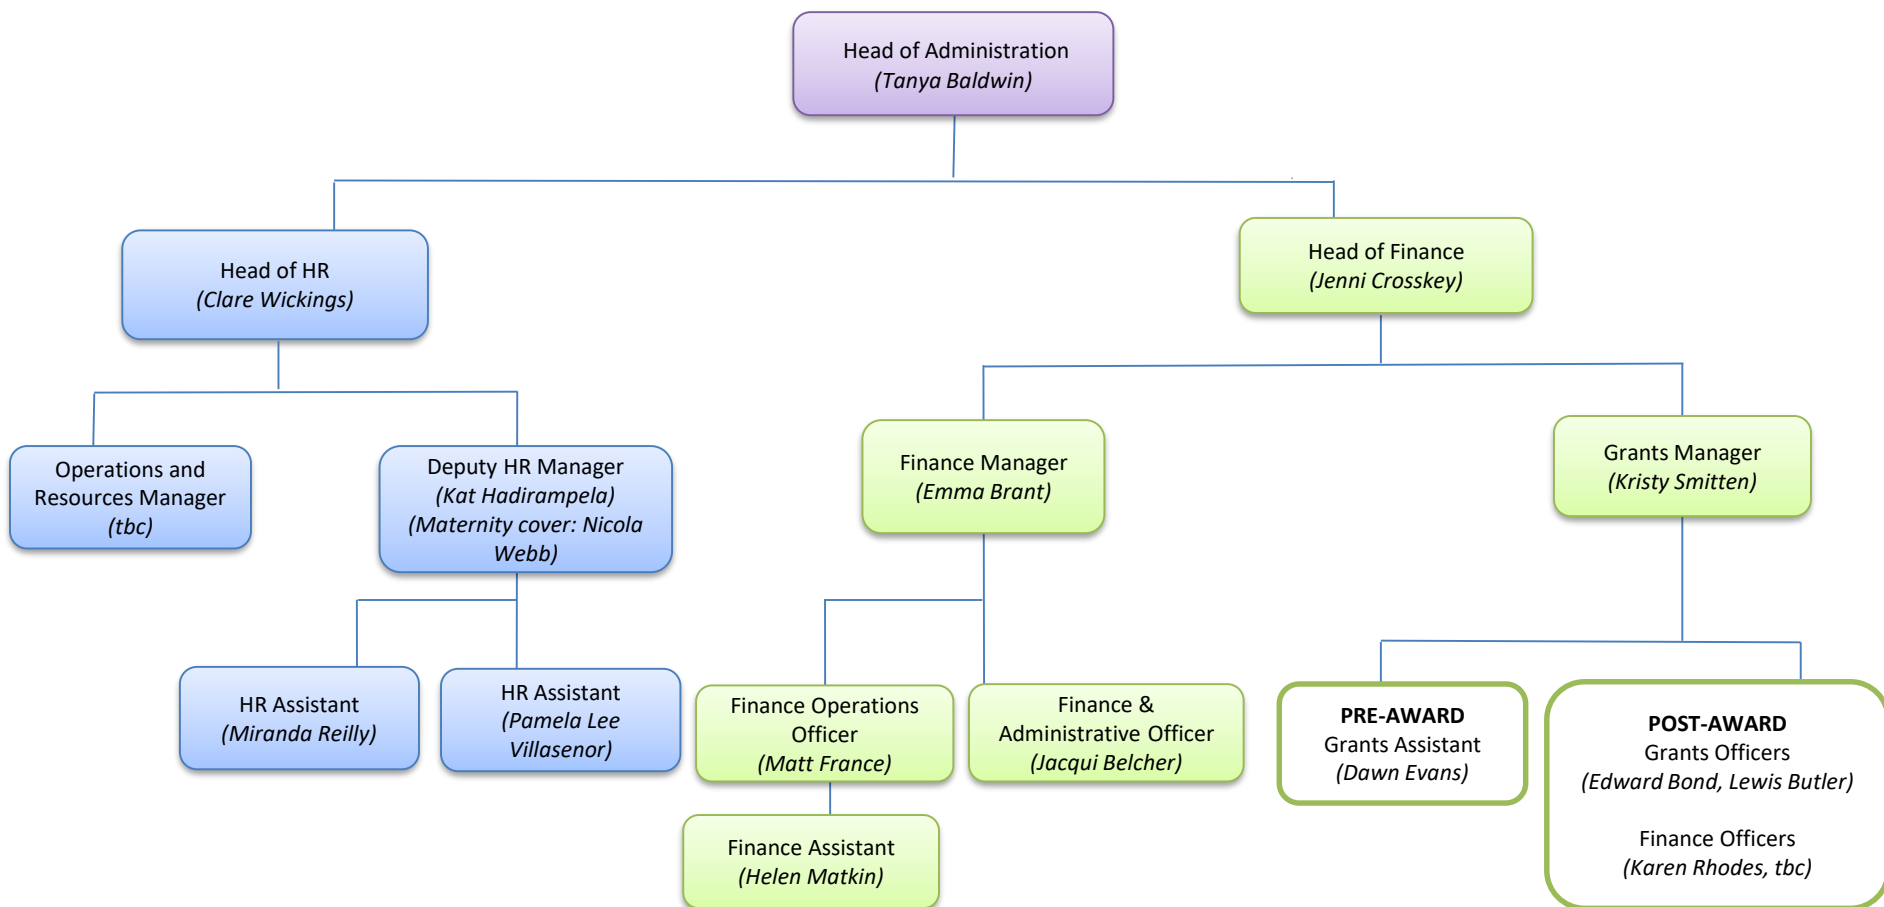 Head of Administration
(Tanya Baldwin)
Head of HR
(Clare Wickings)
Head of Finance
(Jenni Crosskey)
Operations and
Resources Manager
(tbc)
Deputy HR Manager
(Kat Hadirampela)
(Maternity cover: Nicola
Webb)
Finance Manager
(Emma Brant)
Grants Manager
(Kristy Smitten)
HR Assistant
(Miranda Reilly)
HR Assistant
(Pamela Lee
Villasenor)
Finance Operations
Officer
(Matt France)
Finance &
Administrative Officer
(Jacqui Belcher)
PRE-AWARD
Grants Assistant
(Dawn Evans)
POST-AWARD
Grants Officers
(Edward Bond, Lewis Butler)
Finance Officers
(Karen Rhodes, tbc)
Finance Assistant
(Helen Matkin)